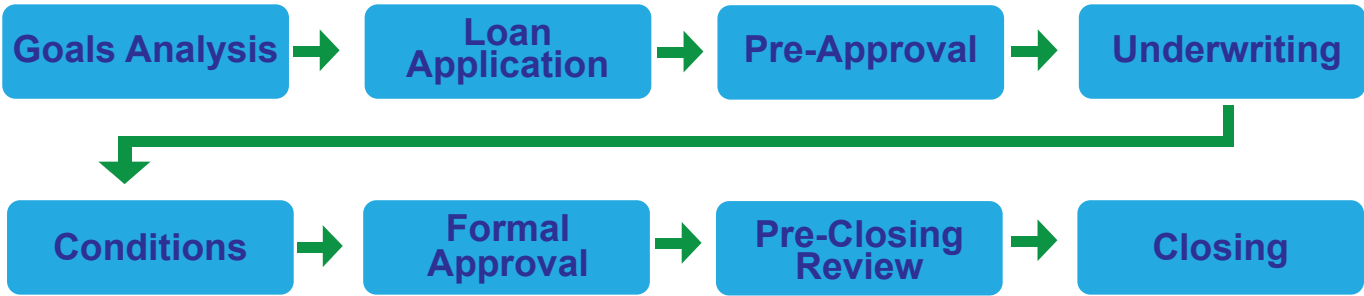 Goals Analysis
Loan
Application
Pre-Approval
Underwriting
Conditions
Formal
Approval
Pre-Closing
Review
Closing